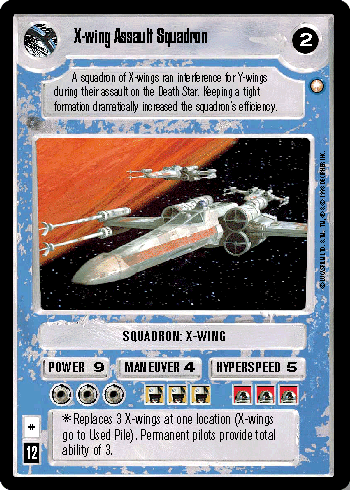 X-wing Assault Squadron
2
A squadron of X-wings ran interference for Y-wings
during their assault on the Death Star. Keeping a tight
formation dramatically increased the squadron's efficiency.
SQUADRON: X-WING
POWER 9 MANEUVER 4 HYPERSPEED 5
*
12
*Replaces 3 X-wings at one location (X-wings
go to Used Pile). Permanent pilots provide total
ability of 3.